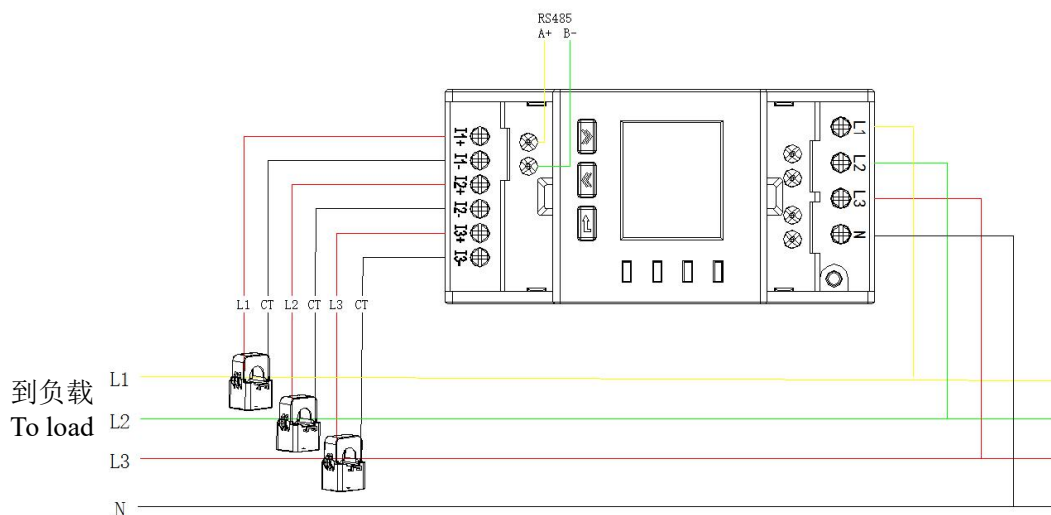 RS485
A+ B-
I1+
I1-
I2+
I2-
I3+
I3-
L1
L2
L3
N
L1 CT L2 CT L3 CT
到负载
To load
L1
L2
L3
N